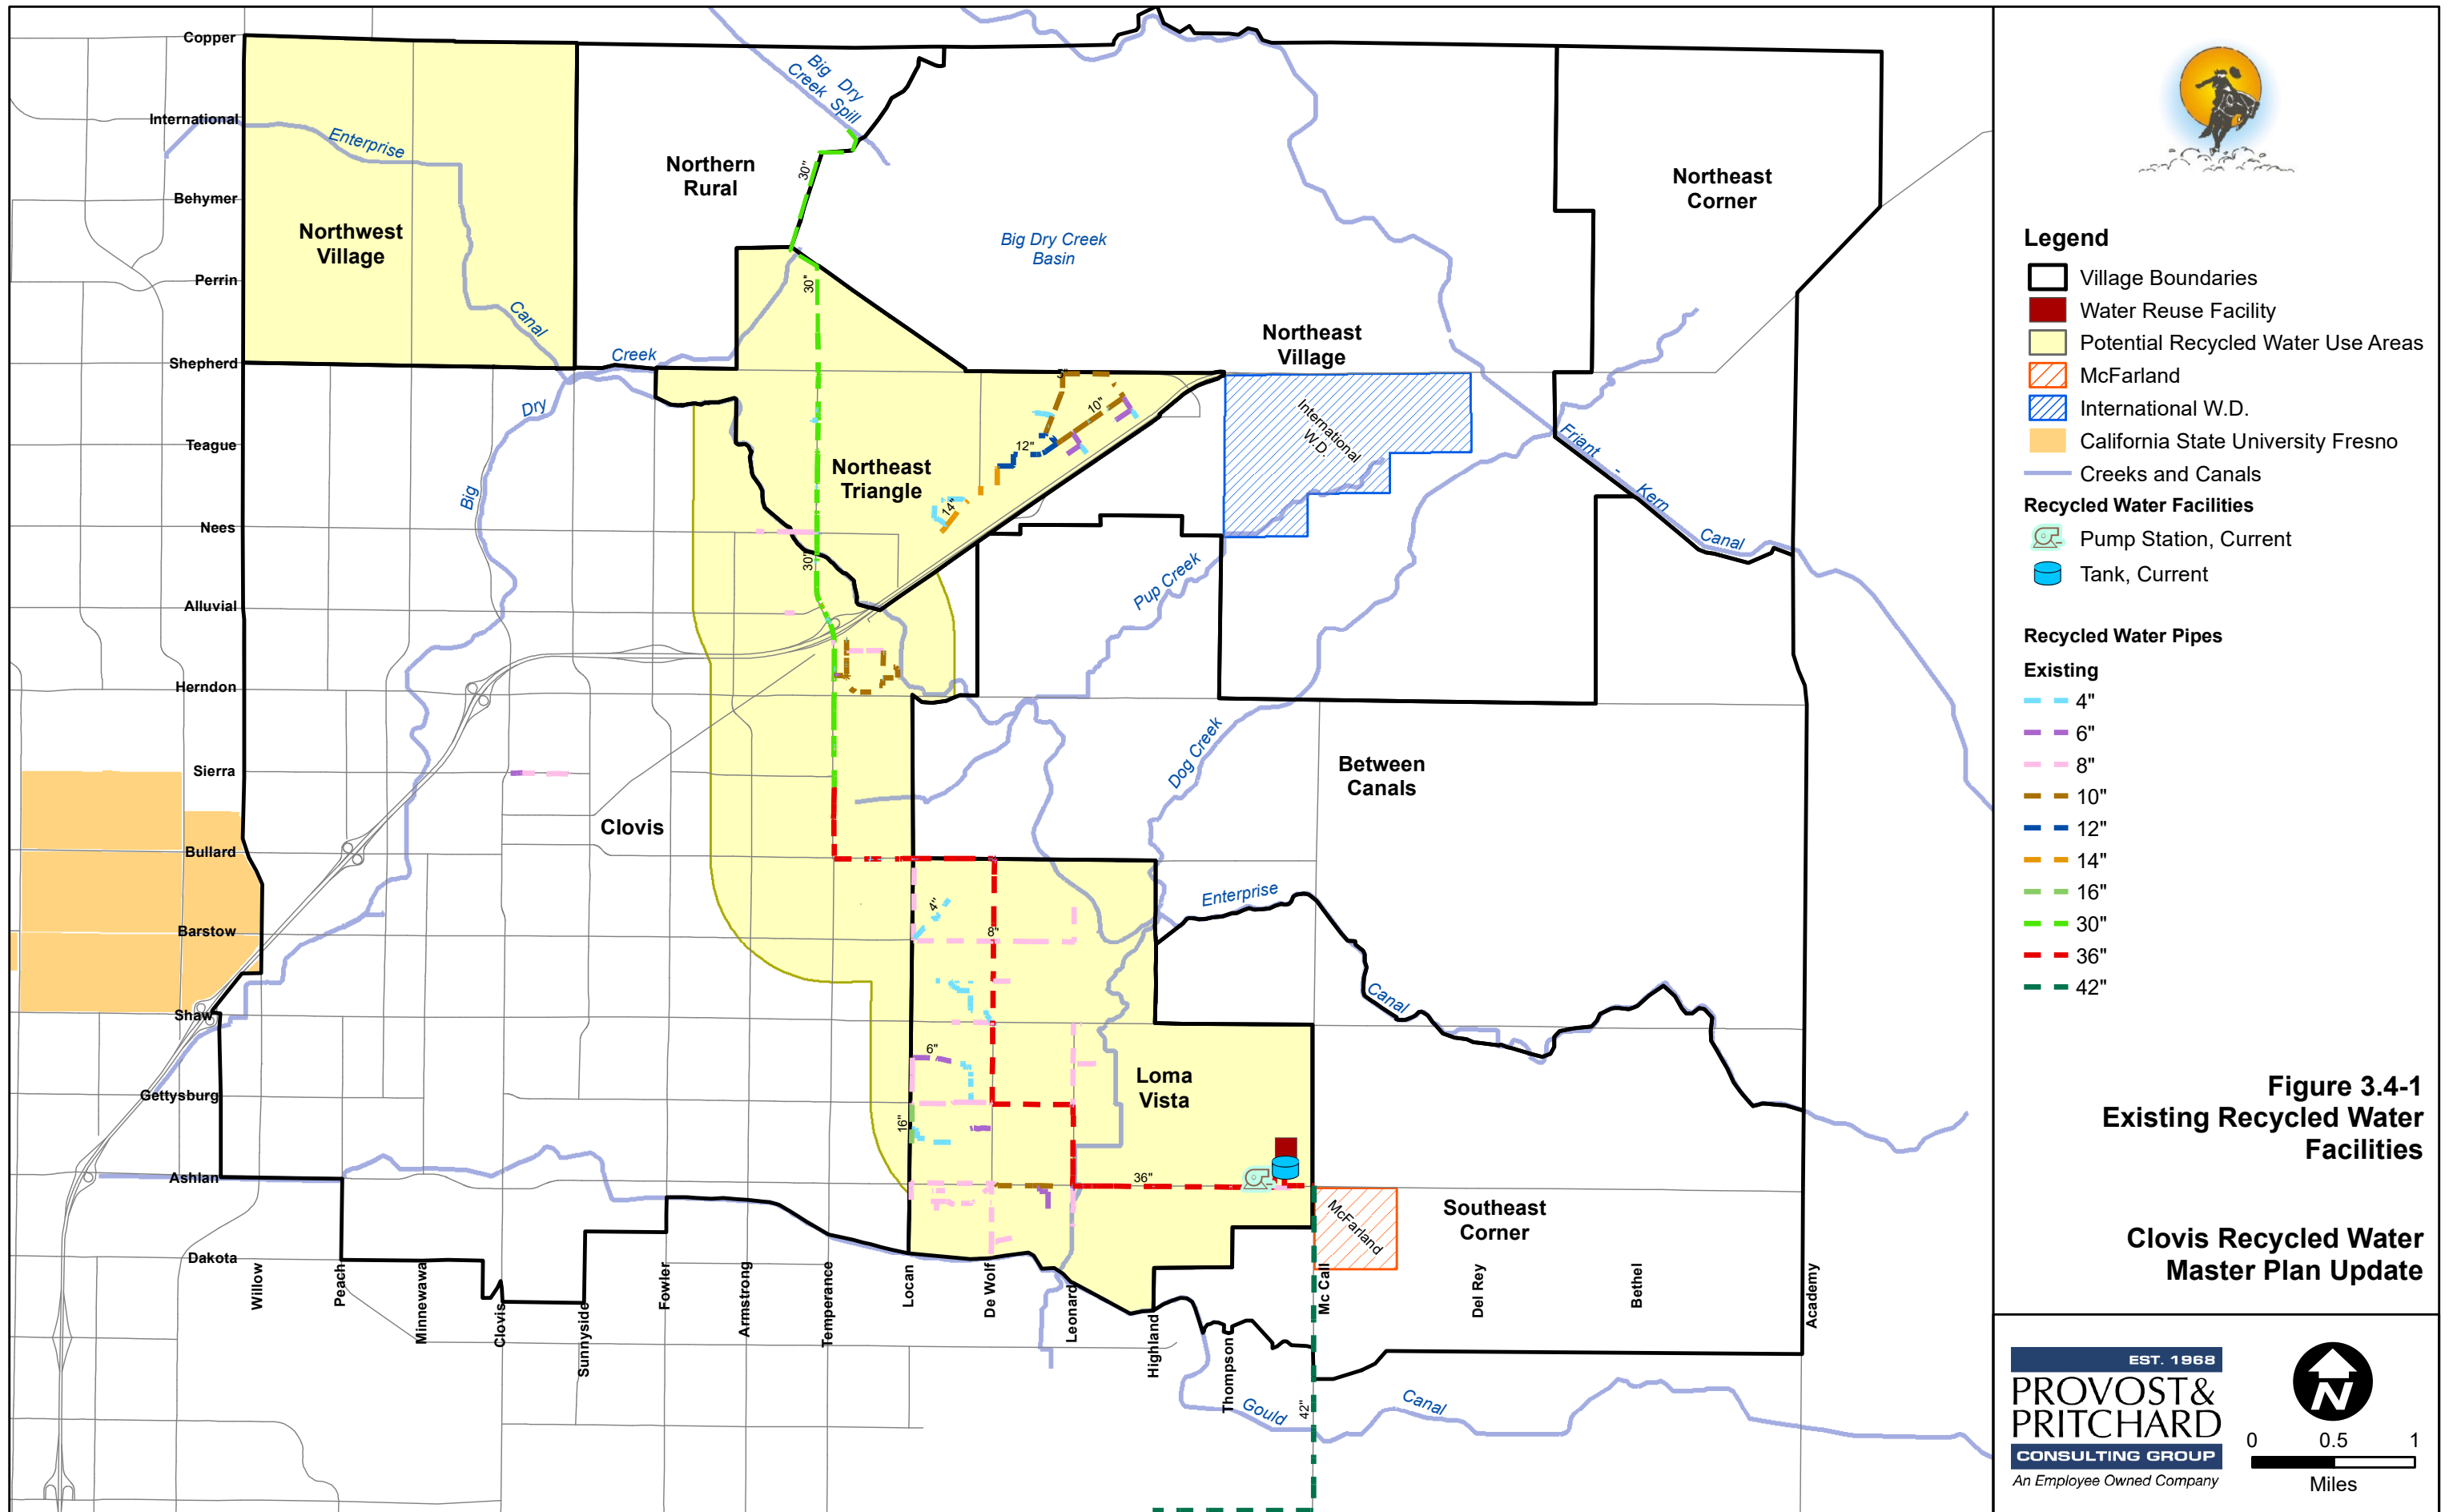 Copper
International
Behymer
Perrin
Shepherd
Teague
Nees
Alluvial
Herndon
Sierra
Bullard
Barstow
Shaw
Gettysburg
Ashlan
Dakota
Willow
Peach
Minnewawa
Clovis
Sunnyside
Fowler
Armstrong
Temperance
Locan
De Wolf
Leonard
Highland
Thompson
Mc Call
Del Rey
Bethel
Academy
Northwest
Village
Northern
Rural
Northeast
Corner
Northeast
Village
Northeast
Triangle
Between
Canals
Clovis
Loma
Vista
Southeast
Corner
Enterprise
Canal
Big Dry
Creek Spill
Big Dry Creek
Basin
Creek
Dry
Big
Pup Creek
Dog Creek
Friant - Kern
Canal
Enterprise
Canal
Gould
Canal
International
W.D.
McFarland
30"
30"
30"
5"
10"
12"
14"
4"
8"
6"
16"
36"
42"
Legend
Village Boundaries
Water Reuse Facility
Potential Recycled Water Use Areas
McFarland
International W.D.
California State University Fresno
Creeks and Canals
Recycled Water Facilities
Pump Station, Current
Tank, Current
Recycled Water Pipes
Existing
4"
6"
8"
10"
12"
14"
16"
30"
36"
42"
Figure 3.4-1
Existing Recycled Water
Facilities
Clovis Recycled Water
Master Plan Update
EST. 1968
PROVOST&
PRITCHARD
CONSULTING GROUP
An Employee Owned Company
N
0 0.5 1
Miles